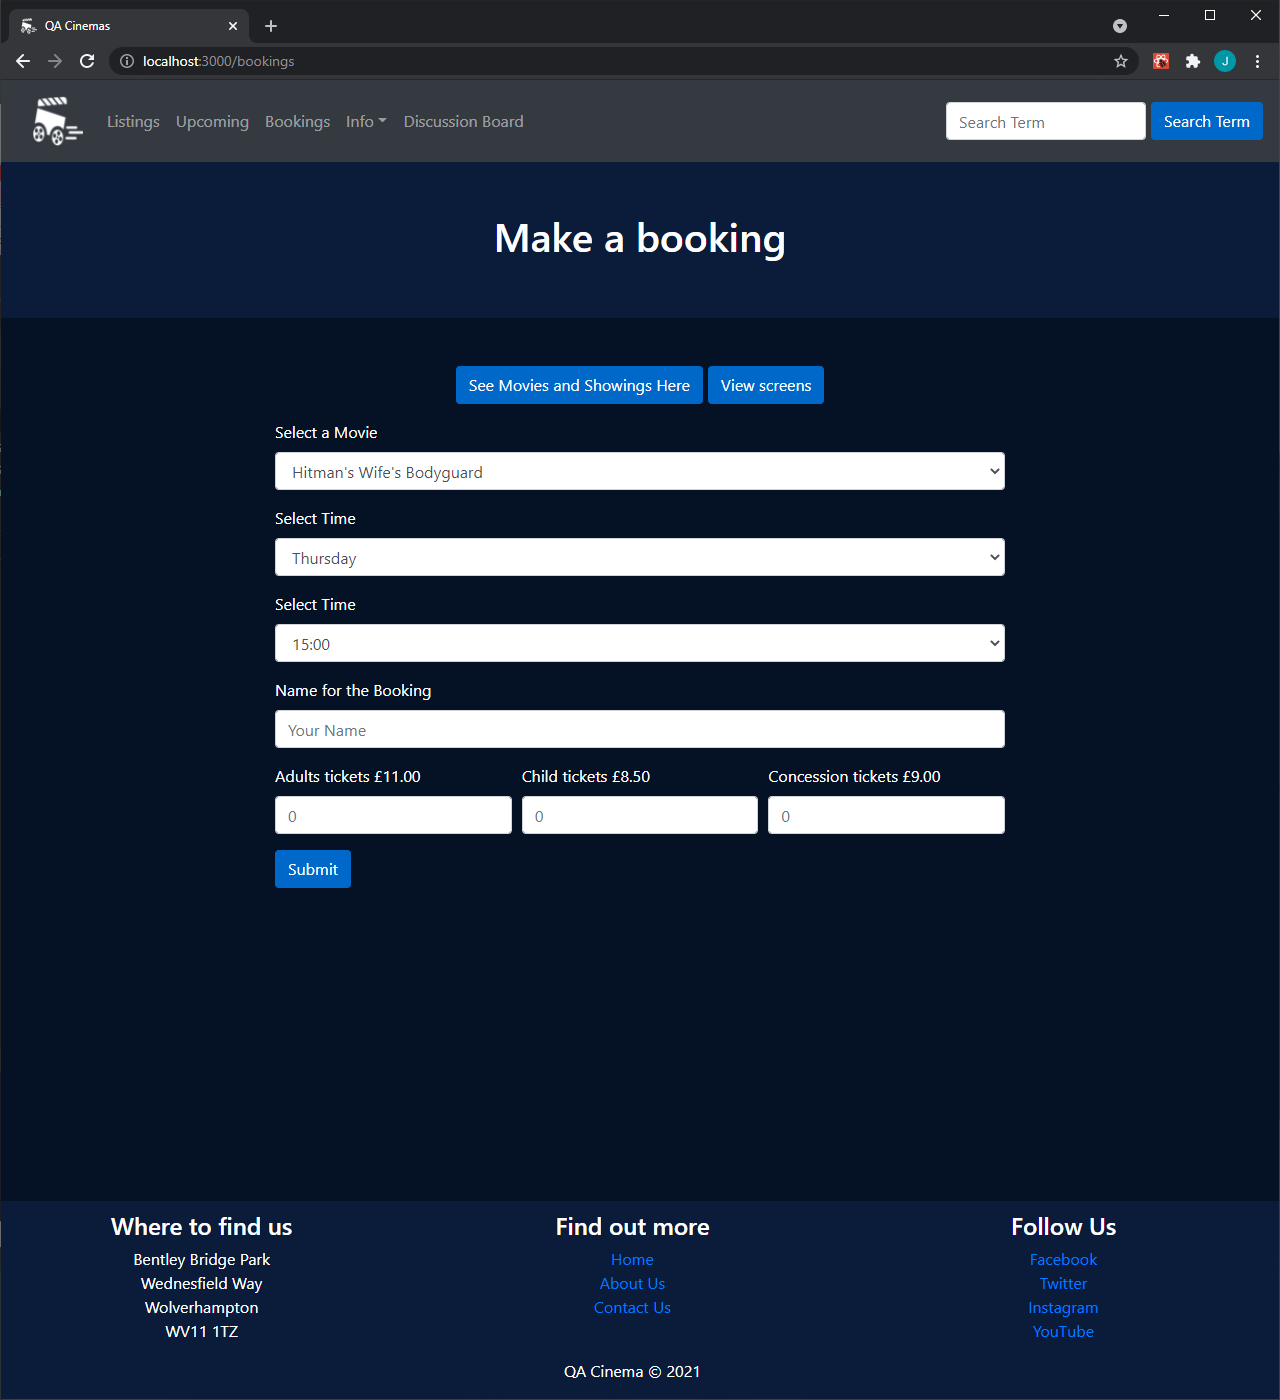 QA Cinemas
localhost:3000/bookings
J
Listings Upcoming Bookings Info Discussion Board Search Term Search Term
Make a booking
See Movies and Showings Here View screens
Select a Movie
Hitman's Wife's Bodyguard
Select Time
Thursday
Select Time
15:00
Name for the Booking
Your Name
Adults tickets £11.00 Child tickets £8.50 Concession tickets £9.00
0 0 0
Submit
Where to find us Find out more Follow Us
Bentley Bridge Park Home Facebook
Wednesfield Way About Us Twitter
Wolverhampton Contact Us Instagram
WV11 1TZ YouTube
QA Cinema © 2021